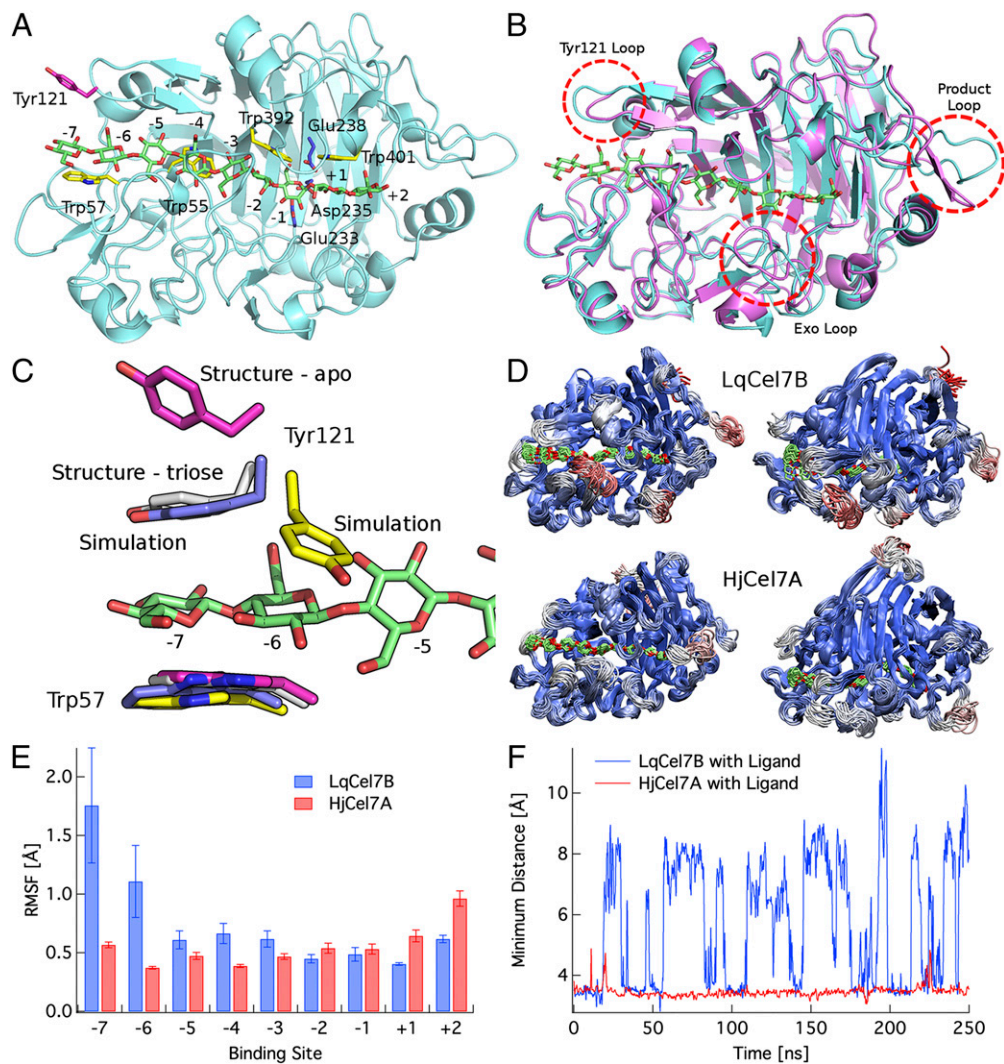 A
Tyr121
-7
-6
-5
-4
-3
Trp392
Glu238
Trp401
+1
+2
Trp57
Trp55
-2
-1
Asp235
Glu233
B
Tyr121 Loop
Product
Loop
Exo Loop
C
Structure - apo
Tyr121
Structure - triose
Simulation
Simulation
-7
-6
-5
Trp57
D
LqCel7B
HjCel7A
E
LqCel7B
HjCel7A
RMSF [Å]
2.0
1.5
1.0
0.5
0.0
-7 -6 -5 -4 -3 -2 -1 +1 +2
Binding Site
F
LqCel7B with Ligand
HjCel7A with Ligand
Minimum Distance [Å]
10
8
6
4
0 50 100 150 200 250
Time [ns]